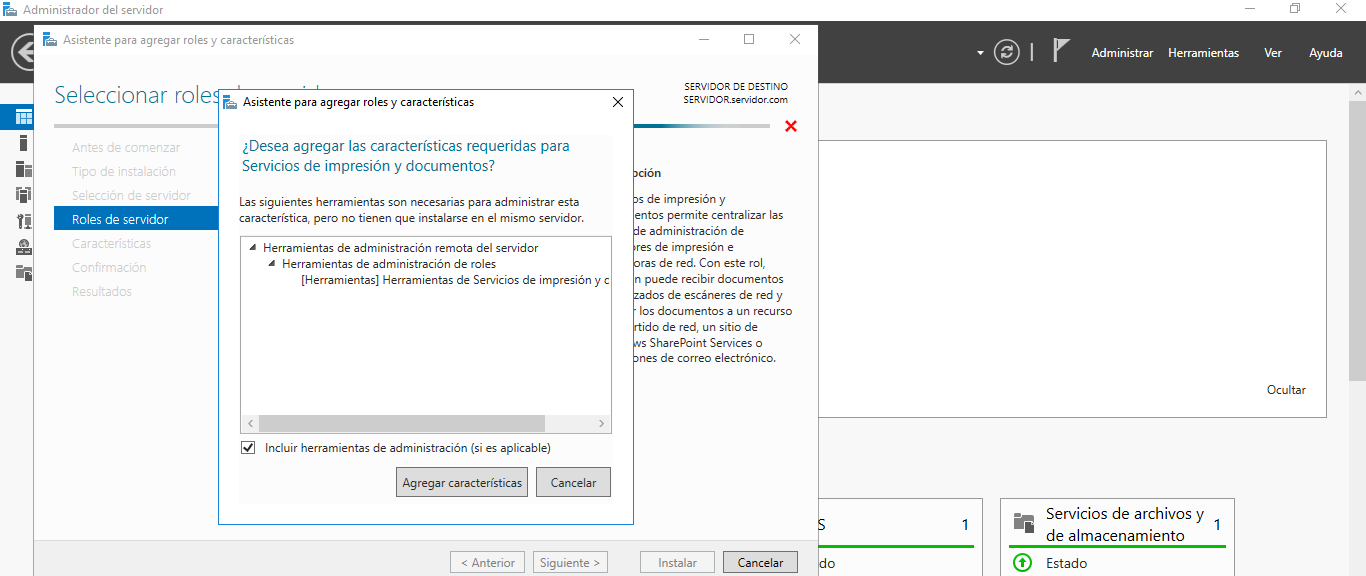 Administrador del servidor
Asistente para agregar roles y características
Administrar Herramientas Ver Ayuda
Seleccionar roles
SERVIDOR DE DESTINO
SERVIDOR.servidor.com
Antes de comenzar
Tipo de instalación
Selección de servidor
Roles de servidor
Características
Confirmación
Resultados
Asistente para agregar roles y características
¿Desea agregar las características requeridas para
Servicios de impresión y documentos?
Las siguientes herramientas son necesarias para administrar esta
característica, pero no tienen que instalarse en el mismo servidor.
Herramientas de administración remota del servidor
Herramientas de administración de roles
[Herramientas] Herramientas de Servicios de impresión y c
Incluir herramientas de administración (si es aplicable)
Agregar características Cancelar
pción
os de impresión y
entos permite centralizar las
de administración de
res de impresión e
oras de red. Con este rol,
n puede recibir documentos
zados de escáneres de red y
r los documentos a un recurso
rtido de red, un sitio de
ws SharePoint Services o
ones de correo electrónico.
< Anterior Siguiente > Instalar Cancelar
Ocultar
S 1
do
Servicios de archivos y
de almacenamiento 1
Estado